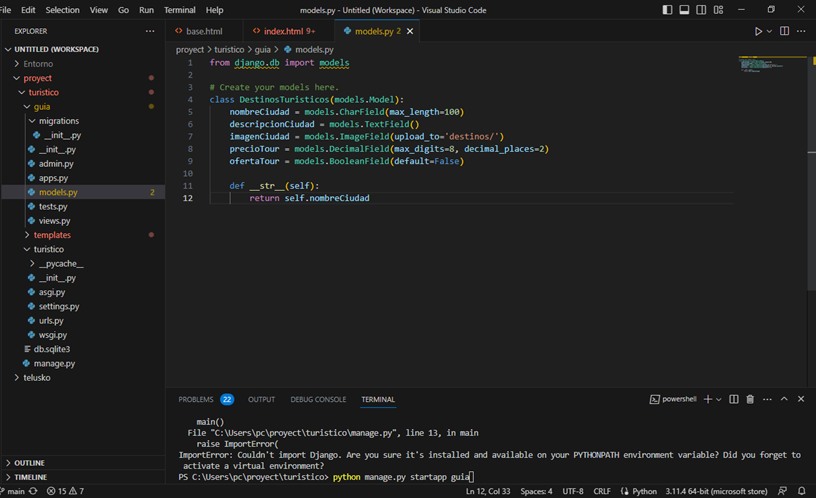 File Edit Selection View Go Run Terminal Help
models.py - Untitled (Workspace) - Visual Studio Code
EXPLORER
UNTITLED (WORKSPACE)
Entorno
proyect
turistico
guia
migrations
__init__.py
__init__.py
admin.py
apps.py
models.py 2
tests.py
views.py
templates
turistico
__pycache__
__init__.py
asgi.py
settings.py
urls.py
wsgi.py
db.sqlite3
manage.py
telusko
OUTLINE
TIMELINE
base.html index.html 9+ models.py 2
proyect > turistico > guia > models.py
1 from django.db import models
2
3 # Create your models here.
4 class DestinosTuristicos(models.Model):
5 nombreCiudad = models.CharField(max_length=100)
6 descripcionCiudad = models.TextField()
7 imagenCiudad = models.ImageField(upload_to='destinos/')
8 precioTour = models.DecimalField(max_digits=8, decimal_places=2)
9 ofertaTour = models.BooleanField(default=False)
10
11 def __str__(self):
12 return self.nombreCiudad
PROBLEMS 22 OUTPUT DEBUG CONSOLE TERMINAL
powershell
main()
File "C:\Users\pc\proyect\turistico\manage.py", line 13, in main
raise ImportError(
ImportError: Couldn't import Django. Are you sure it's installed and available on your PYTHONPATH environment variable? Did you forget to
activate a virtual environment?
PS C:\Users\pc\proyect\turistico> python manage.py startapp guia
main 15 7 Ln 12, Col 33 Spaces: 4 UTF-8 CRLF Python 3.11.4 64-bit (microsoft store)